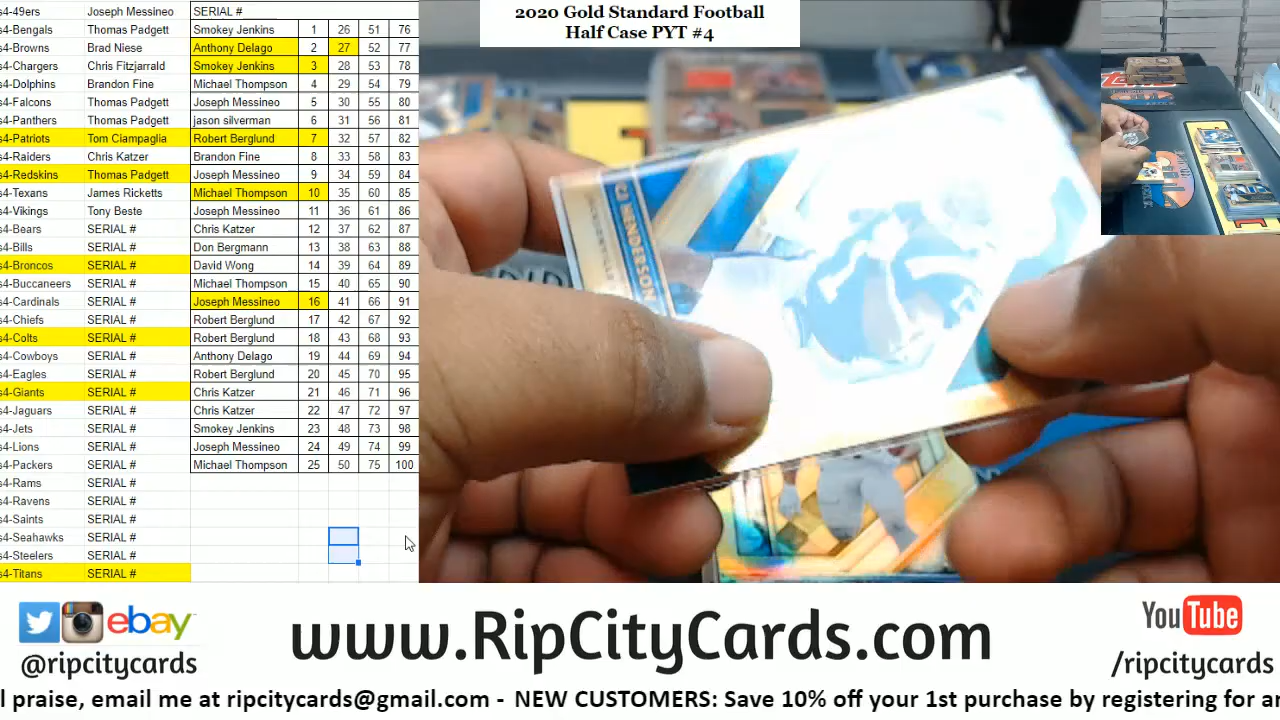 2020 Gold Standard Football
Half Case PYT #4
s4-49ers Joseph Messineo SERIAL #
s4-Bengals Thomas Padgett Smokey Jenkins 1 26 51 76
s4-Browns Brad Niese Anthony Delago 2 27 52 77
s4-Chargers Chris Fitzjarrald Smokey Jenkins 3 28 53 78
s4-Dolphins Brandon Fine Michael Thompson 4 29 54 79
s4-Falcons Thomas Padgett Joseph Messineo 5 30 55 80
s4-Panthers Thomas Padgett jason silverman 6 31 56 81
s4-Patriots Tom Ciampaglia Robert Berglund 7 32 57 82
s4-Raiders Chris Katzer Brandon Fine 8 33 58 83
s4-Redskins Thomas Padgett Joseph Messineo 9 34 59 84
s4-Texans James Ricketts Michael Thompson 10 35 60 85
s4-Vikings Tony Beste Joseph Messineo 11 36 61 86
s4-Bears SERIAL # Chris Katzer 12 37 62 87
s4-Bills SERIAL # Don Bergmann 13 38 63 88
s4-Broncos SERIAL # David Wong 14 39 64 89
s4-Buccaneers SERIAL # Michael Thompson 15 40 65 90
s4-Cardinals SERIAL # Joseph Messineo 16 41 66 91
s4-Chiefs SERIAL # Robert Berglund 17 42 67 92
s4-Colts SERIAL # Robert Berglund 18 43 68 93
s4-Cowboys SERIAL # Anthony Delago 19 44 69 94
s4-Eagles SERIAL # Robert Berglund 20 45 70 95
s4-Giants SERIAL # Chris Katzer 21 46 71 96
s4-Jaguars SERIAL # Chris Katzer 22 47 72 97
s4-Jets SERIAL # Smokey Jenkins 23 48 73 98
s4-Lions SERIAL # Joseph Messineo 24 49 74 99
s4-Packers SERIAL # Michael Thompson 25 50 75 100
s4-Rams SERIAL #
s4-Ravens SERIAL #
s4-Saints SERIAL #
s4-Seahawks SERIAL #
s4-Steelers SERIAL #
s4-Titans SERIAL #
CJ HENDERSON
ebay
@ripcitycards
www.RipCityCards.com
YouTube
/ripcitycards
l praise, email me at ripcitycards@gmail.com - NEW CUSTOMERS: Save 10% off your 1st purchase by registering for